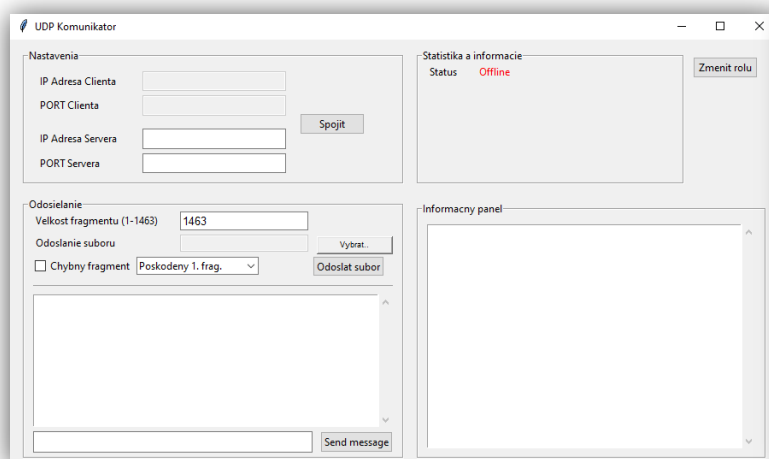 UDP Komunikator
Nastavenia
IP Adresa Clienta
PORT Clienta
Spojit
IP Adresa Servera
PORT Servera
Statistika a informacie
Status Offline
Zmenit rolu
Odosielanie
Velkost fragmentu (1-1463) 1463
Odoslanie suboru Vybrat..
Chybny fragment Poskodeny 1. frag. Odoslat subor
Send message
Informacny panel